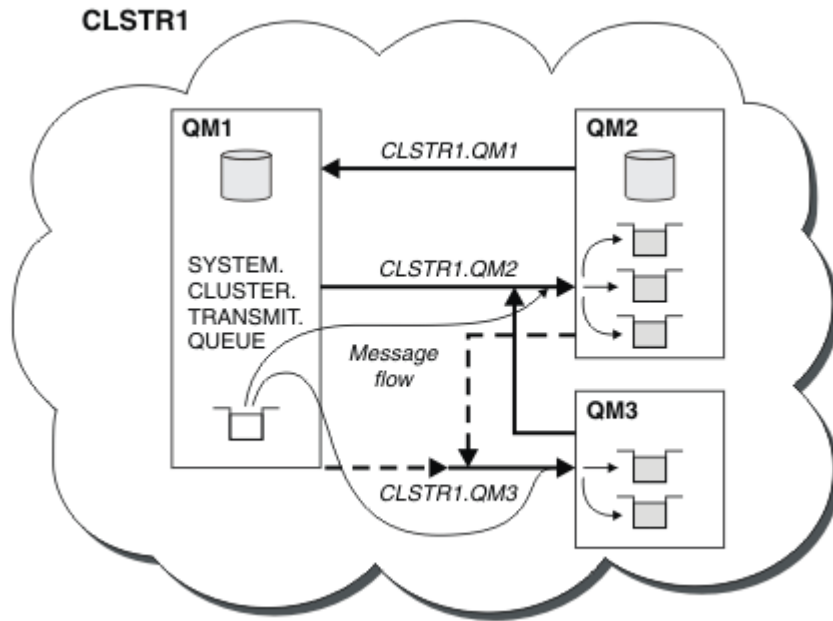 CLSTR1
QM1
QM2
CLSTR1.QM1
SYSTEM.
CLUSTER.
TRANSMIT.
QUEUE
CLSTR1.QM2
Message
flow
QM3
CLSTR1.QM3